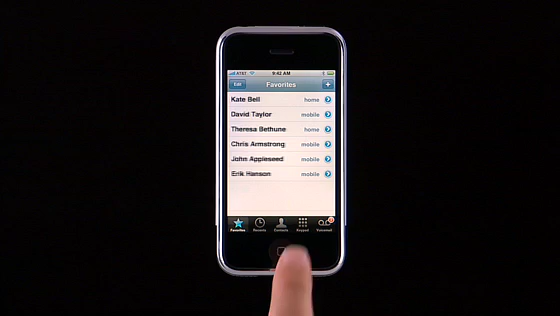 AT&T 9:42 AM
Edit Favorites +
Kate Bell home
David Taylor mobile
Theresa Bethune home
Chris Armstrong mobile
John Appleseed mobile
Erik Hanson mobile
Favorites Recents Contacts Keypad Voicemail